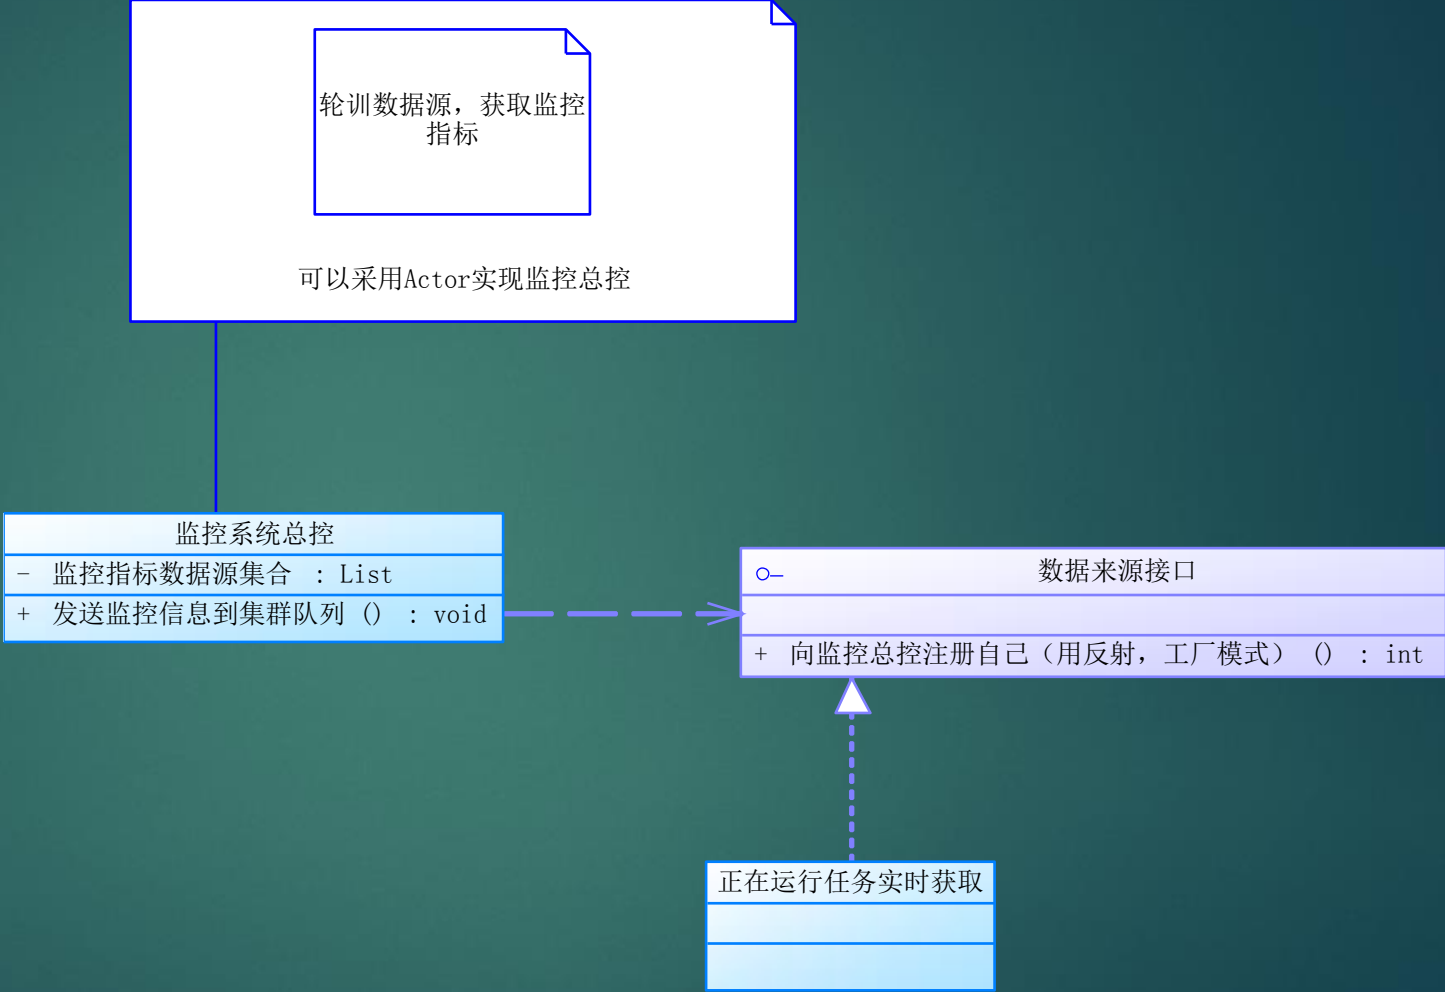 轮训数据源，获取监控
指标
可以采用Actor实现监控总控
监控系统总控
- 监控指标数据源集合 : List
+ 发送监控信息到集群队列 () : void
数据来源接口
+ 向监控总控注册自己（用反射，工厂模式） () : int
正在运行任务实时获取